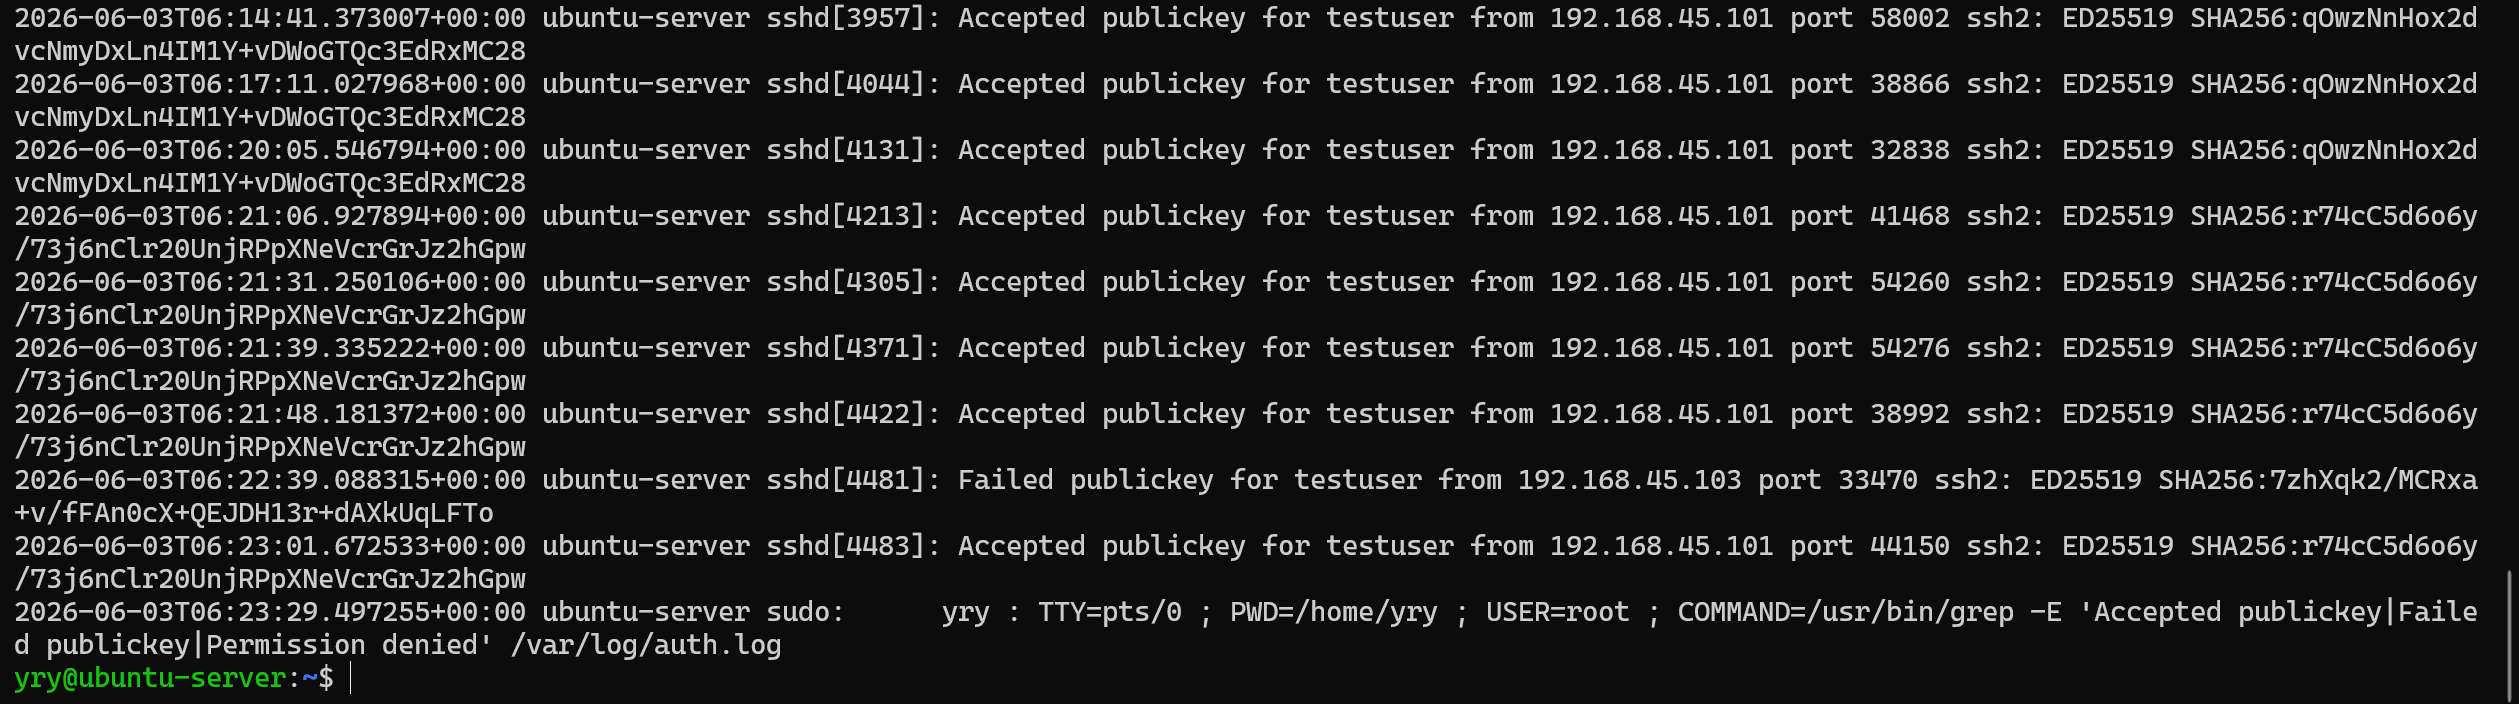 2026-06-03T06:14:41.373007+00:00 ubuntu-server sshd[3957]: Accepted publickey for testuser from 192.168.45.101 port 58002 ssh2: ED25519 SHA256:qOwzNnHox2d
vcNmyDxLn4IM1Y+vDWoGTQc3EdRxMC28
2026-06-03T06:17:11.027968+00:00 ubuntu-server sshd[4044]: Accepted publickey for testuser from 192.168.45.101 port 38866 ssh2: ED25519 SHA256:qOwzNnHox2d
vcNmyDxLn4IM1Y+vDWoGTQc3EdRxMC28
2026-06-03T06:20:05.546794+00:00 ubuntu-server sshd[4131]: Accepted publickey for testuser from 192.168.45.101 port 32838 ssh2: ED25519 SHA256:qOwzNnHox2d
vcNmyDxLn4IM1Y+vDWoGTQc3EdRxMC28
2026-06-03T06:21:06.927894+00:00 ubuntu-server sshd[4213]: Accepted publickey for testuser from 192.168.45.101 port 41468 ssh2: ED25519 SHA256:r74cC5d6o6y
/73j6nClr20UnjRPpXNeVcrGrJz2hGpw
2026-06-03T06:21:31.250106+00:00 ubuntu-server sshd[4305]: Accepted publickey for testuser from 192.168.45.101 port 54260 ssh2: ED25519 SHA256:r74cC5d6o6y
/73j6nClr20UnjRPpXNeVcrGrJz2hGpw
2026-06-03T06:21:39.335222+00:00 ubuntu-server sshd[4371]: Accepted publickey for testuser from 192.168.45.101 port 54276 ssh2: ED25519 SHA256:r74cC5d6o6y
/73j6nClr20UnjRPpXNeVcrGrJz2hGpw
2026-06-03T06:21:48.181372+00:00 ubuntu-server sshd[4422]: Accepted publickey for testuser from 192.168.45.101 port 38992 ssh2: ED25519 SHA256:r74cC5d6o6y
/73j6nClr20UnjRPpXNeVcrGrJz2hGpw
2026-06-03T06:22:39.088315+00:00 ubuntu-server sshd[4481]: Failed publickey for testuser from 192.168.45.103 port 33470 ssh2: ED25519 SHA256:7zhXqk2/MCRxa
+v/fFAn0cX+QEJDH13r+dAXkUqLFTo
2026-06-03T06:23:01.672533+00:00 ubuntu-server sshd[4483]: Accepted publickey for testuser from 192.168.45.101 port 44150 ssh2: ED25519 SHA256:r74cC5d6o6y
/73j6nClr20UnjRPpXNeVcrGrJz2hGpw
2026-06-03T06:23:29.497255+00:00 ubuntu-server sudo:      yry : TTY=pts/0 ; PWD=/home/yry ; USER=root ; COMMAND=/usr/bin/grep -E 'Accepted publickey|Faile
d publickey|Permission denied' /var/log/auth.log
yry@ubuntu-server:~$